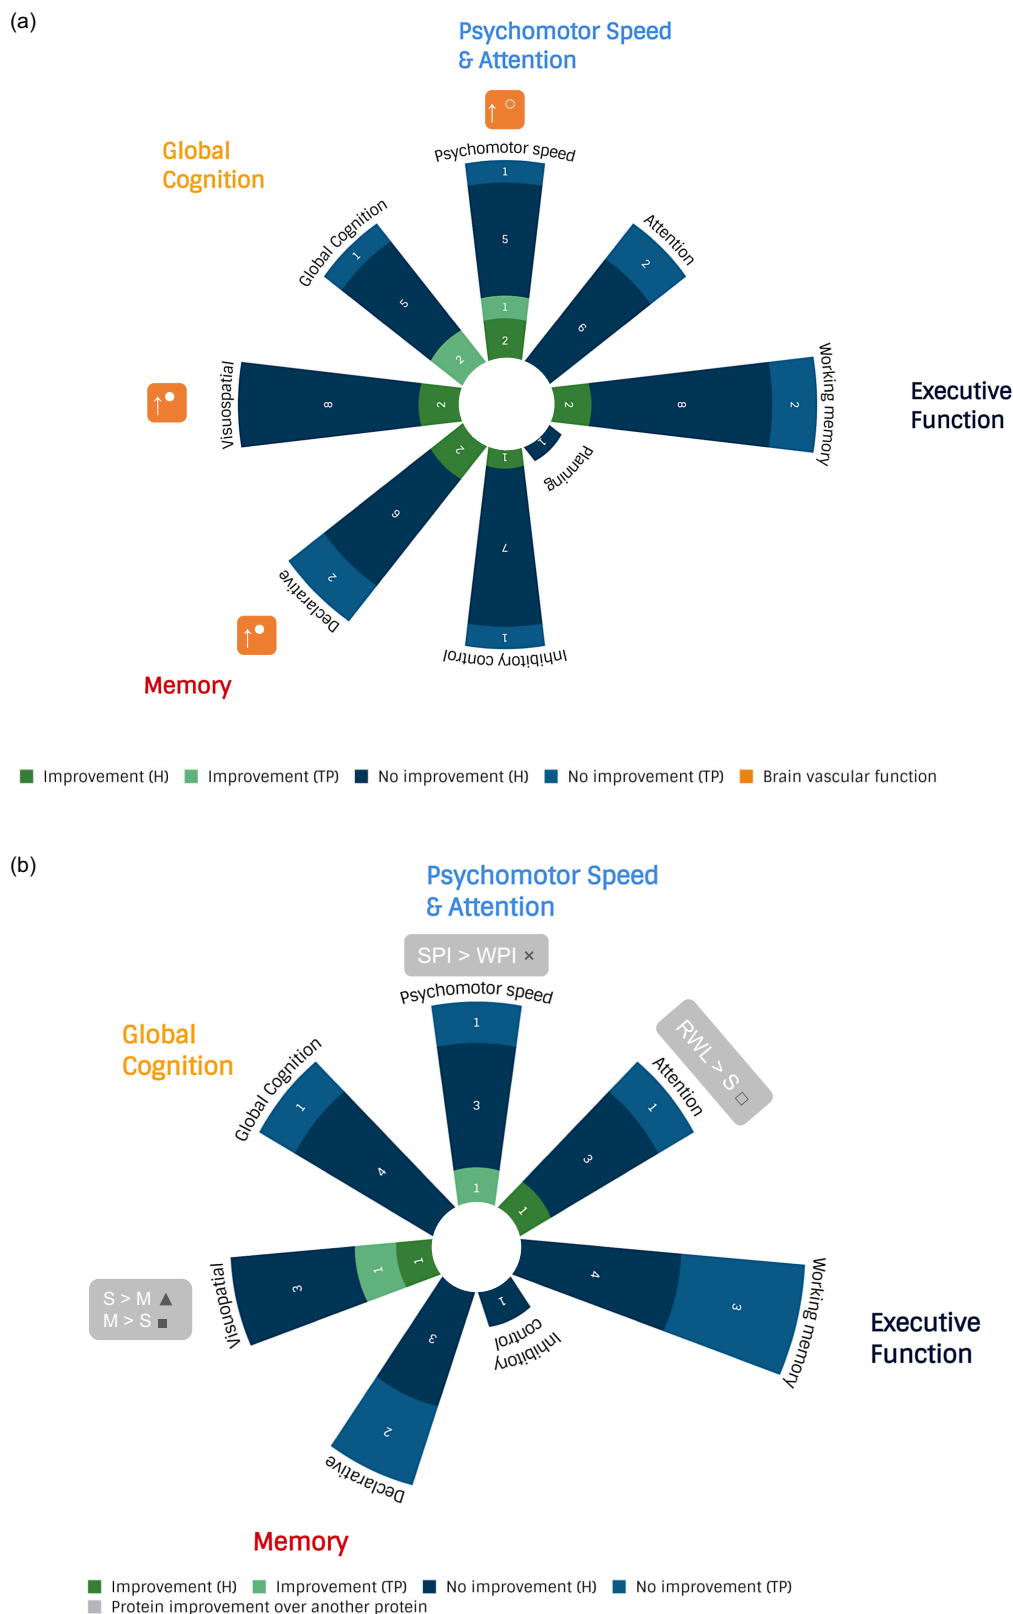 (a)
Psychomotor Speed
& Attention
↑ ○
Global
Cognition
Psychomotor speed
1
5
1
2
Attention
2
6
Global Cognition
1
5
2
Working memory
2
8
2
Executive
Function
Visuospatial
8
2
↑ ●
Planning
1
Declarative
2
6
2
Inhibitory control
1
7
1
↑ ●
Memory
Improvement (H) Improvement (TP) No improvement (H) No improvement (TP) Brain vascular function
(b)
Psychomotor Speed
& Attention
SPI > WPI ×
Psychomotor speed
1
3
1
Global
Cognition
RWL > S □
Attention
1
3
1
Global Cognition
1
4
Working memory
4
3
Executive
Function
Visuopatial
3
1
1
S > M ▲
M > S ■
Inhibitory
control
1
Declarative
3
2
Memory
Improvement (H) Improvement (TP) No improvement (H) No improvement (TP)
Protein improvement over another protein